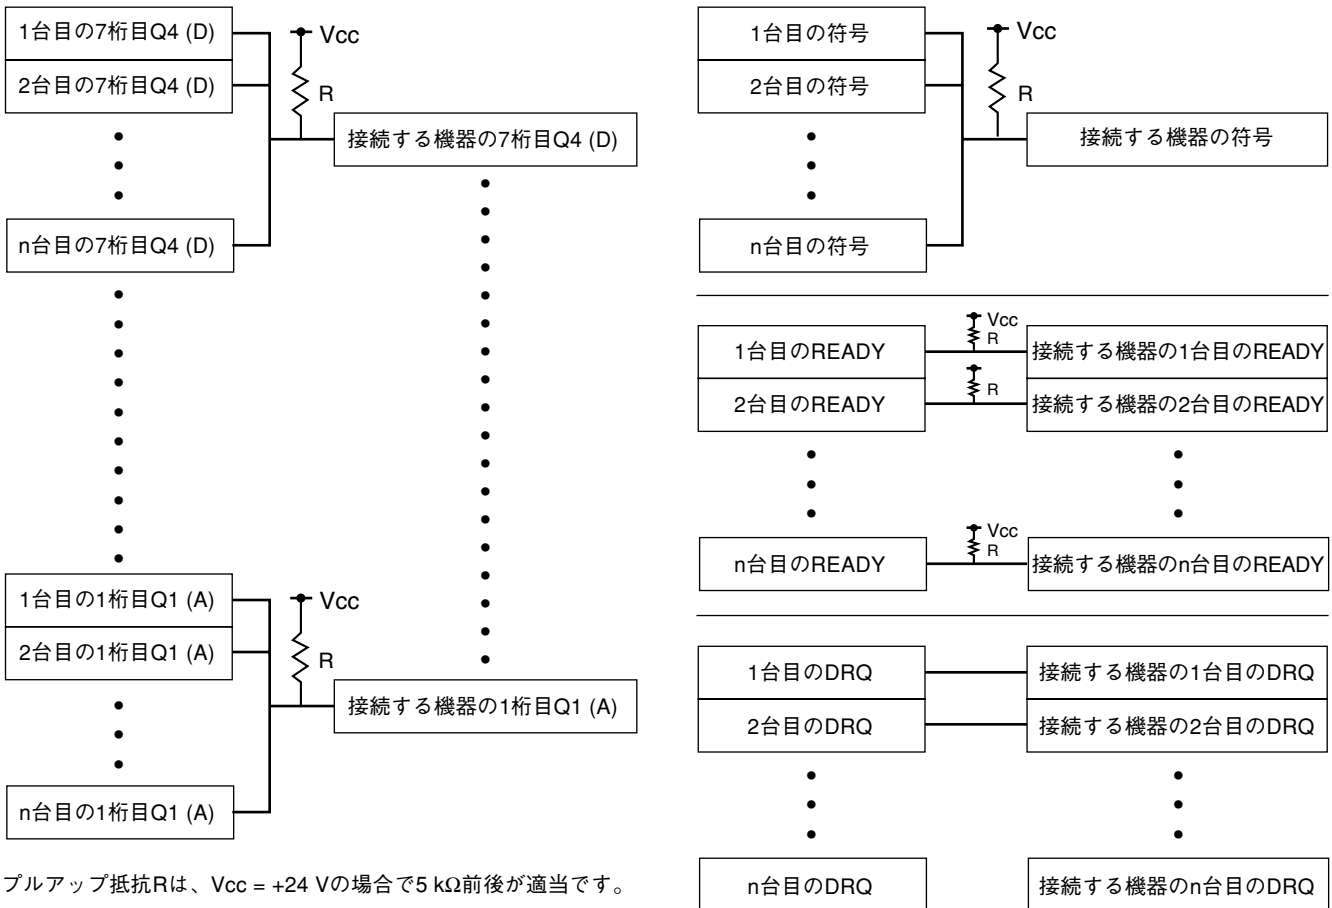 1台目の7桁目Q4 (D)
2台目の7桁目Q4 (D)
n台目の7桁目Q4 (D)
Vcc
R
接続する機器の7桁目Q4 (D)
1台目の1桁目Q1 (A)
2台目の1桁目Q1 (A)
n台目の1桁目Q1 (A)
Vcc
R
接続する機器の1桁目Q1 (A)
プルアップ抵抗Rは、Vcc = +24 Vの場合で5 kΩ前後が適当です。
1台目の符号
2台目の符号
n台目の符号
Vcc
R
接続する機器の符号
1台目のREADY
Vcc
R
接続する機器の1台目のREADY
2台目のREADY
R
接続する機器の2台目のREADY
n台目のREADY
Vcc
R
接続する機器のn台目のREADY
1台目のDRQ
接続する機器の1台目のDRQ
2台目のDRQ
接続する機器の2台目のDRQ
n台目のDRQ
接続する機器のn台目のDRQ